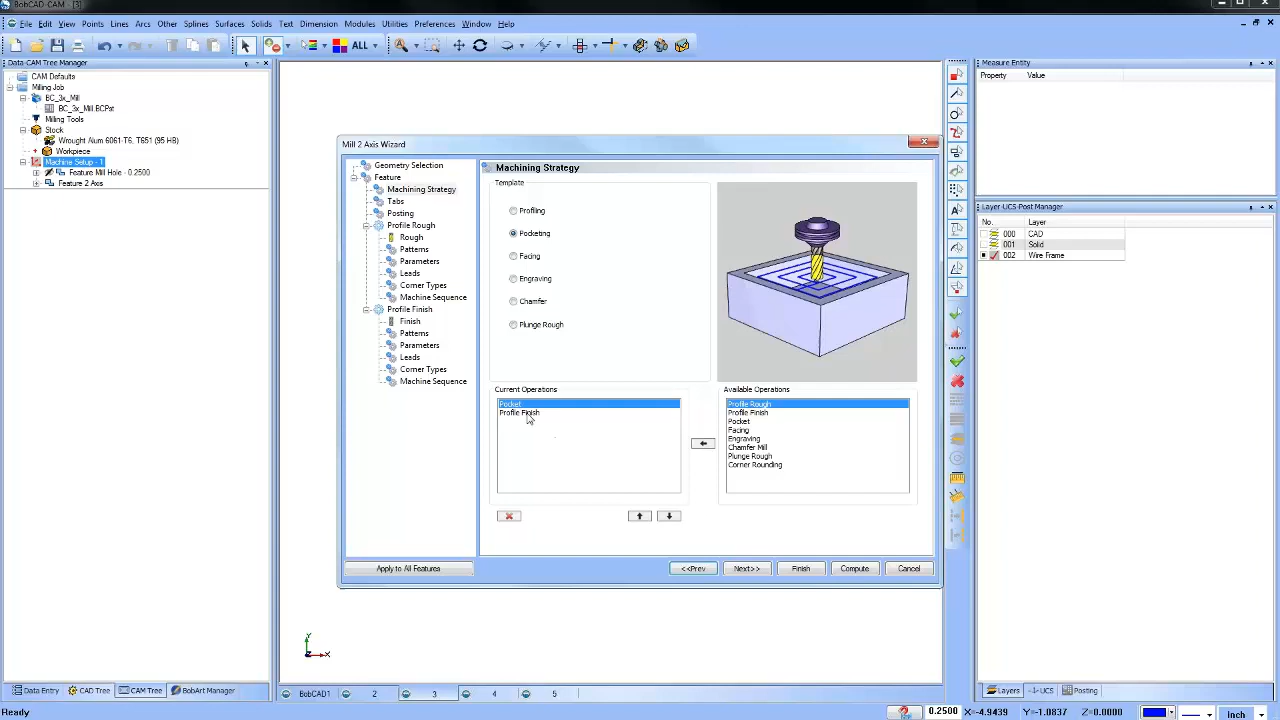 BobCAD-CAM - [3]
File Edit View Points Lines Arcs Other Splines Surfaces Solids Text Dimension Modules Utilities Preferences Window Help
ALL
Data-CAM Tree Manager
CAM Defaults
Milling Job
BC_3x_Mill
BC_3x_Mill.BCPst
Milling Tools
Stock
Wrought Alum 6061-T6, T651 (95 HB)
Workpiece
Machine Setup - 1
Feature Mill Hole - 0.2500
Feature 2 Axis
Mill 2 Axis Wizard
Geometry Selection
Feature
Machining Strategy
Tabs
Posting
Profile Rough
Rough
Patterns
Parameters
Leads
Corner Types
Machine Sequence
Profile Finish
Finish
Patterns
Parameters
Leads
Corner Types
Machine Sequence
Apply to All Features
Machining Strategy
Template
Profiling
Pocketing
Facing
Engraving
Chamfer
Plunge Rough
Current Operations
Pocket
Profile Finish
Available Operations
Profile Rough
Profile Finish
Pocket
Facing
Engraving
Chamfer Mill
Plunge Rough
Corner Rounding
<<Prev Next>> Finish Compute Cancel
Measure Entity
Property Value
Layer-UCS-Post Manager
No. Layer
000 CAD
001 Solid
002 Wire Frame
Y
X
Data Entry CAD Tree CAM Tree BobArt Manager
BobCAD1 2 3 4 5
Layers UCS Posting
Ready
0.2500 X=-4.9439 Y=-1.0837 Z=0.0000 Inch